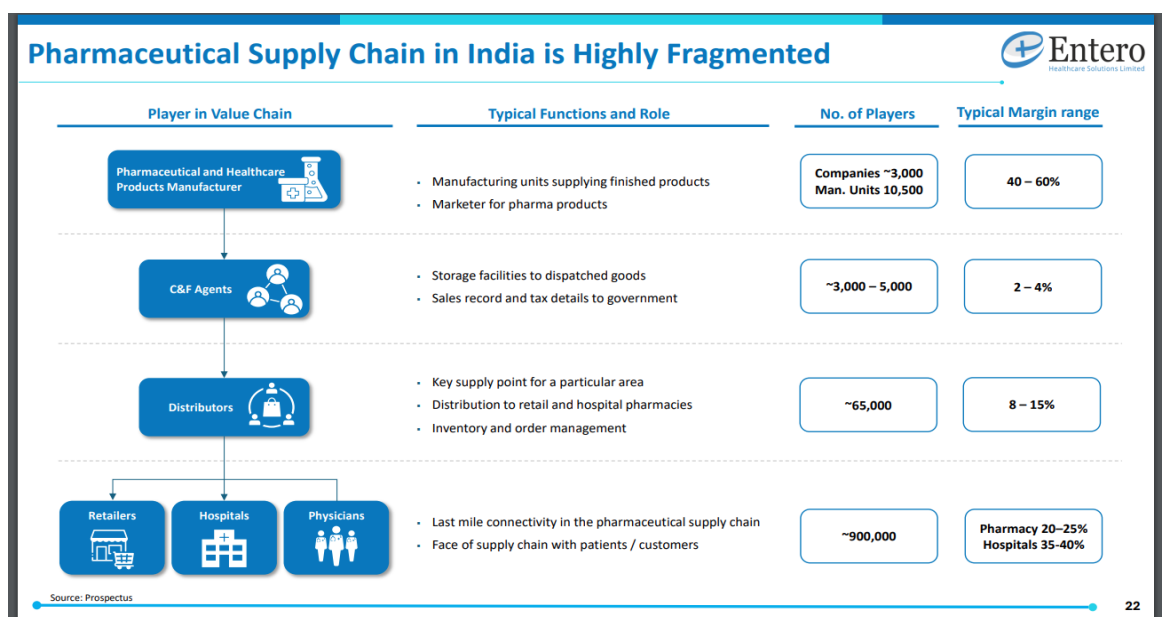 Pharmaceutical Supply Chain in India is Highly Fragmented
Entero
Healthcare Solutions Limited
Player in Value Chain
Typical Functions and Role
No. of Players
Typical Margin range
Pharmaceutical and Healthcare
Products Manufacturer
▪ Manufacturing units supplying finished products
▪ Marketer for pharma products
Companies ~3,000
Man. Units 10,500
40 – 60%
C&F Agents
▪ Storage facilities to dispatched goods
▪ Sales record and tax details to government
~3,000 – 5,000
2 – 4%
Distributors
▪ Key supply point for a particular area
▪ Distribution to retail and hospital pharmacies
▪ Inventory and order management
~65,000
8 – 15%
Retailers
Hospitals
Physicians
▪ Last mile connectivity in the pharmaceutical supply chain
▪ Face of supply chain with patients / customers
~900,000
Pharmacy 20–25%
Hospitals 35-40%
Source: Prospectus
22